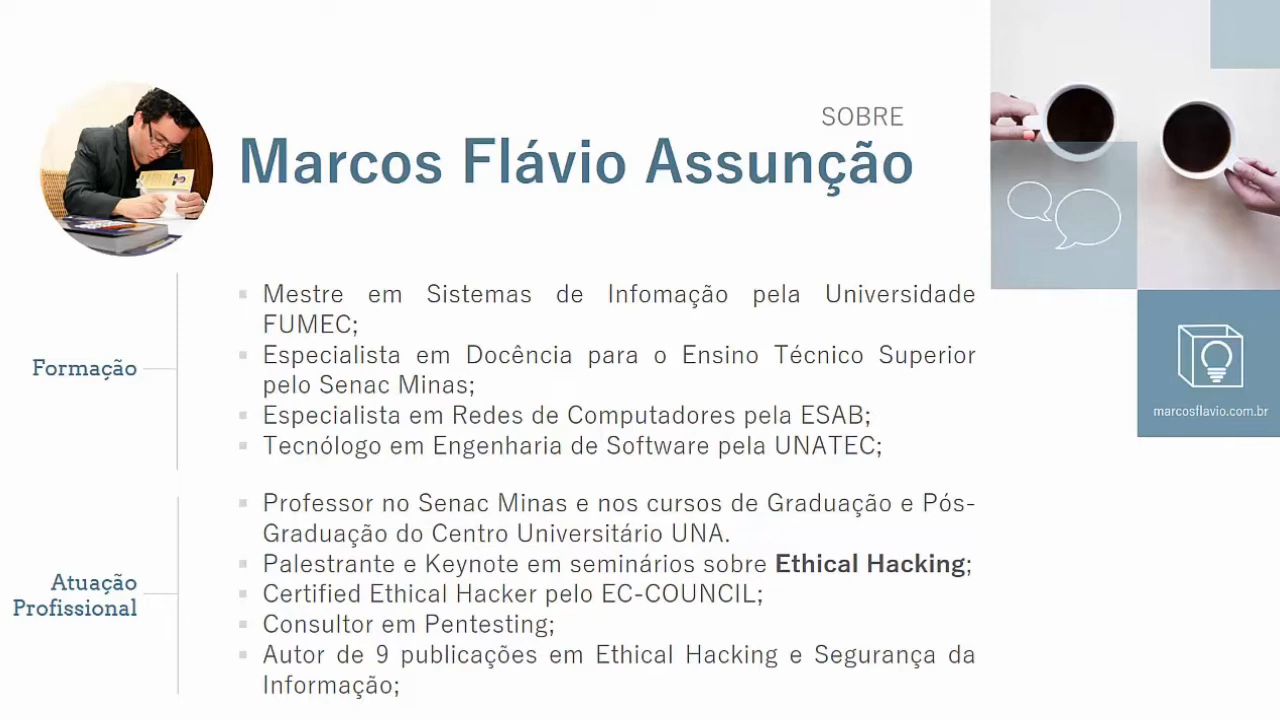 SOBRE
Marcos Flávio Assunção
Formação
Mestre em Sistemas de Infomação pela Universidade
FUMEC;
Especialista em Docência para o Ensino Técnico Superior
pelo Senac Minas;
Especialista em Redes de Computadores pela ESAB;
Tecnólogo em Engenharia de Software pela UNATEC;
Atuação
Profissional
Professor no Senac Minas e nos cursos de Graduação e Pós-
Graduação do Centro Universitário UNA.
Palestrante e Keynote em seminários sobre Ethical Hacking;
Certified Ethical Hacker pelo EC-COUNCIL;
Consultor em Pentesting;
Autor de 9 publicações em Ethical Hacking e Segurança da
Informação;
marcosflavio.com.br